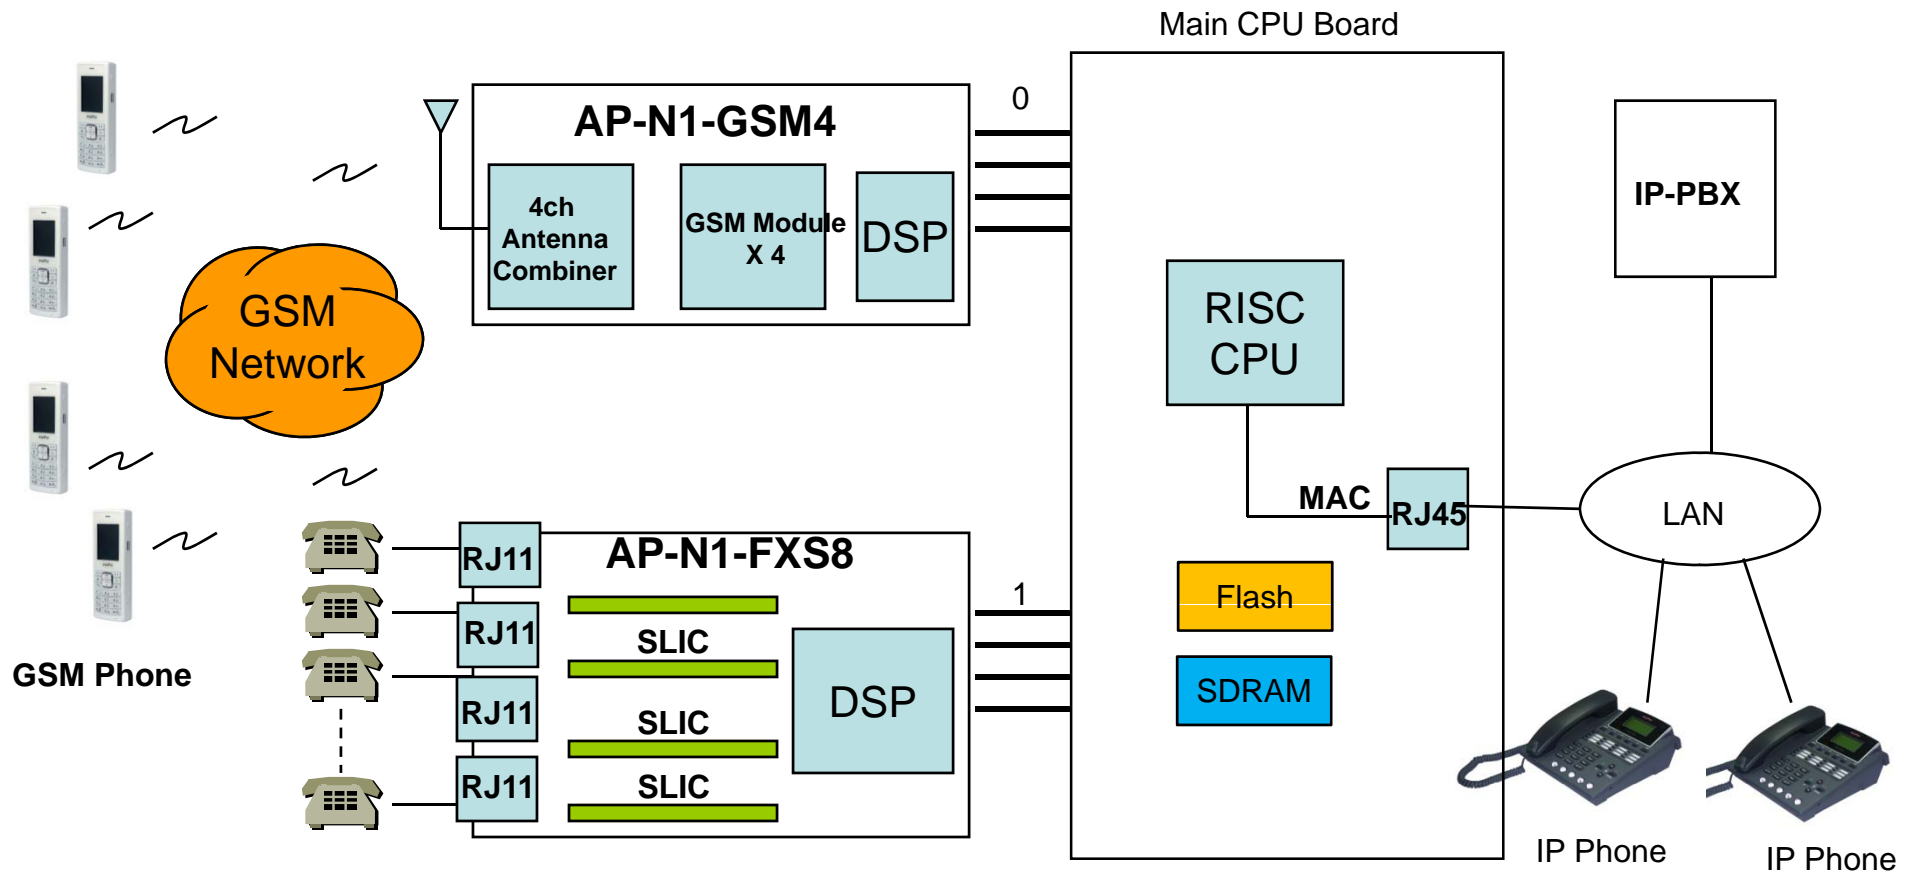 Main CPU Board
0
AP-N1-GSM4
4ch
Antenna
Combiner
GSM Module
X 4
DSP
IP-PBX
GSM
Network
RISC
CPU
MAC
RJ45
LAN
RJ11
AP-N1-FXS8
1
Flash
RJ11
SLIC
GSM Phone
SDRAM
RJ11
SLIC
DSP
RJ11
SLIC
IP Phone
IP Phone